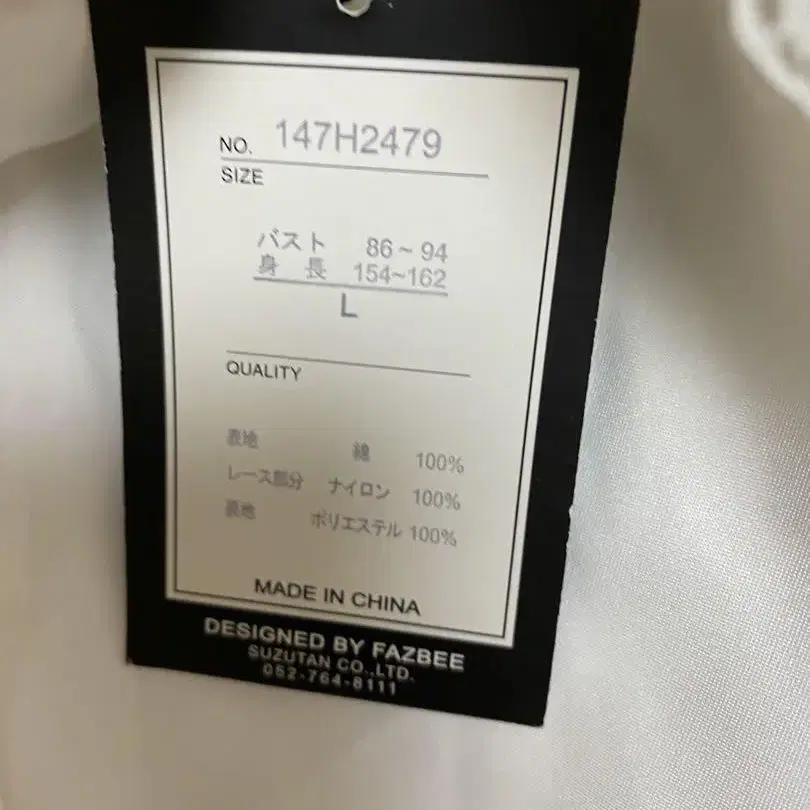 NO. 147H2479
SIZE
バスト 86~94
身長 154~162
L
QUALITY
表地 綿 100%
レース部分 ナイロン 100%
裏地 ポリエステル 100%
MADE IN CHINA
DESIGNED BY FAZBEE
SUZUTAN CO.,LTD.
052-764-8111